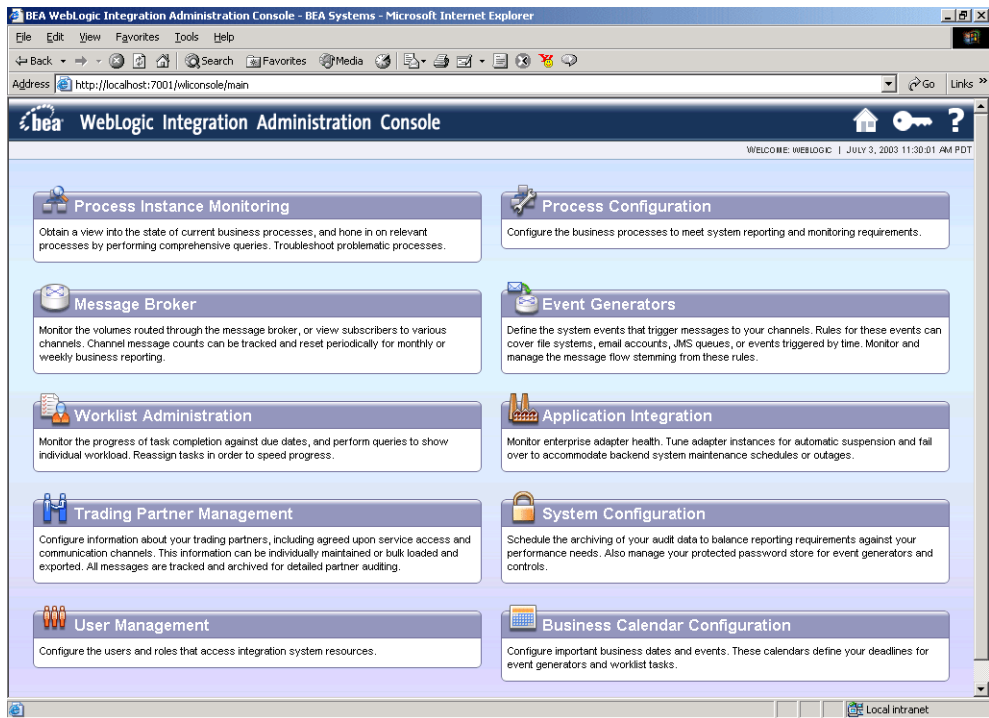 BEA WebLogic Integration Administration Console - BEA Systems - Microsoft Internet Explorer
File Edit View Favorites Tools Help
Back Search Favorites Media
Address http://localhost:7001/wliconsole/main Go Links »
bea WebLogic Integration Administration Console ?
WELCOME: WEBLOGIC | JULY 3, 2003 11:30:01 AM PDT
Process Instance Monitoring
Obtain a view into the state of current business processes, and hone in on relevant
processes by performing comprehensive queries. Troubleshoot problematic processes.
Process Configuration
Configure the business processes to meet system reporting and monitoring requirements.
Message Broker
Monitor the volumes routed through the message broker, or view subscribers to various
channels. Channel message counts can be tracked and reset periodically for monthly or
weekly business reporting.
Event Generators
Define the system events that trigger messages to your channels. Rules for these events can
cover file systems, email accounts, JMS queues, or events triggered by time. Monitor and
manage the message flow stemming from these rules.
Worklist Administration
Monitor the progress of task completion against due dates, and perform queries to show
individual workload. Reassign tasks in order to speed progress.
Application Integration
Monitor enterprise adapter health. Tune adapter instances for automatic suspension and fail
over to accommodate backend system maintenance schedules or outages.
Trading Partner Management
Configure information about your trading partners, including agreed upon service access and
communication channels. This information can be individually maintained or bulk loaded and
exported. All messages are tracked and archived for detailed partner auditing.
System Configuration
Schedule the archiving of your audit data to balance reporting requirements against your
performance needs. Also manage your protected password store for event generators and
controls.
User Management
Configure the users and roles that access integration system resources.
Business Calendar Configuration
Configure important business dates and events. These calendars define your deadlines for
event generators and worklist tasks.
Local intranet